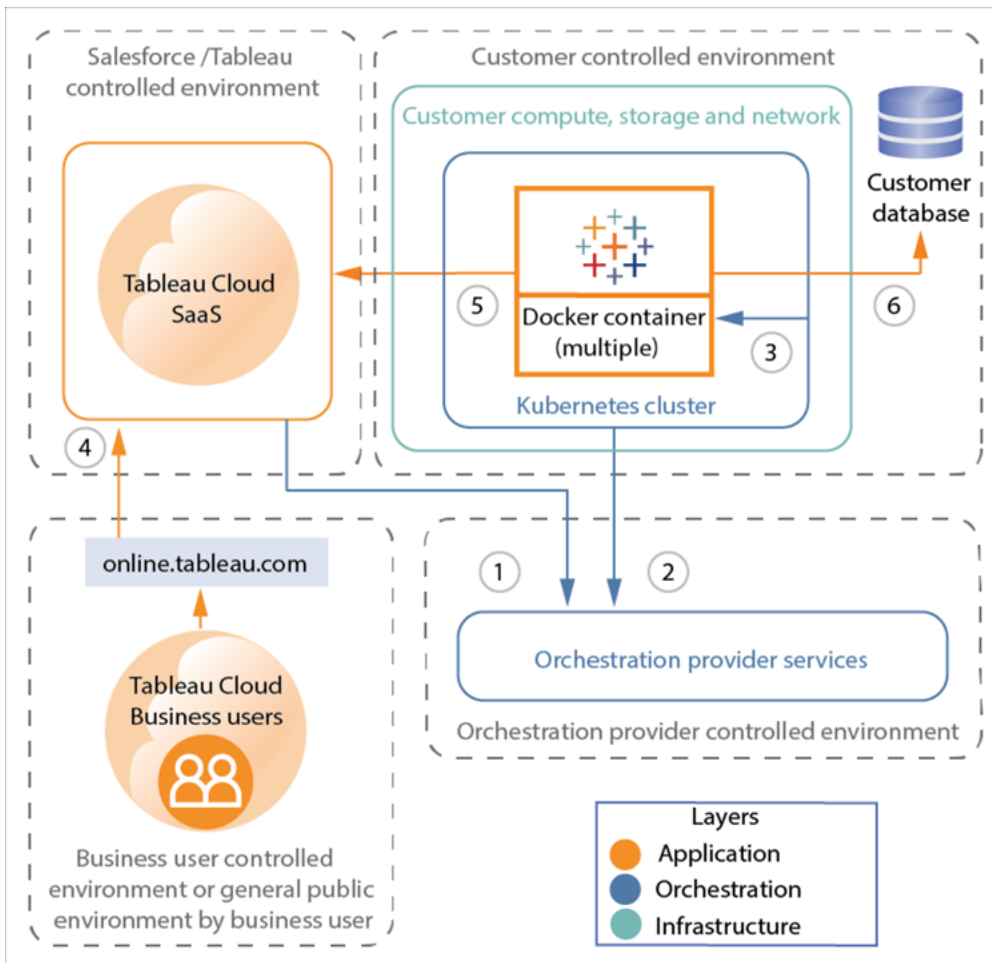 Salesforce /Tableau
controlled environment
Tableau Cloud
SaaS
Customer controlled environment
Customer compute, storage and network
Customer
database
Docker container
(multiple)
Kubernetes cluster
5
3
6
4
online.tableau.com
Tableau Cloud
Business users
Business user controlled
environment or general public
environment by business user
1
2
Orchestration provider services
Orchestration provider controlled environment
Layers
Application
Orchestration
Infrastructure